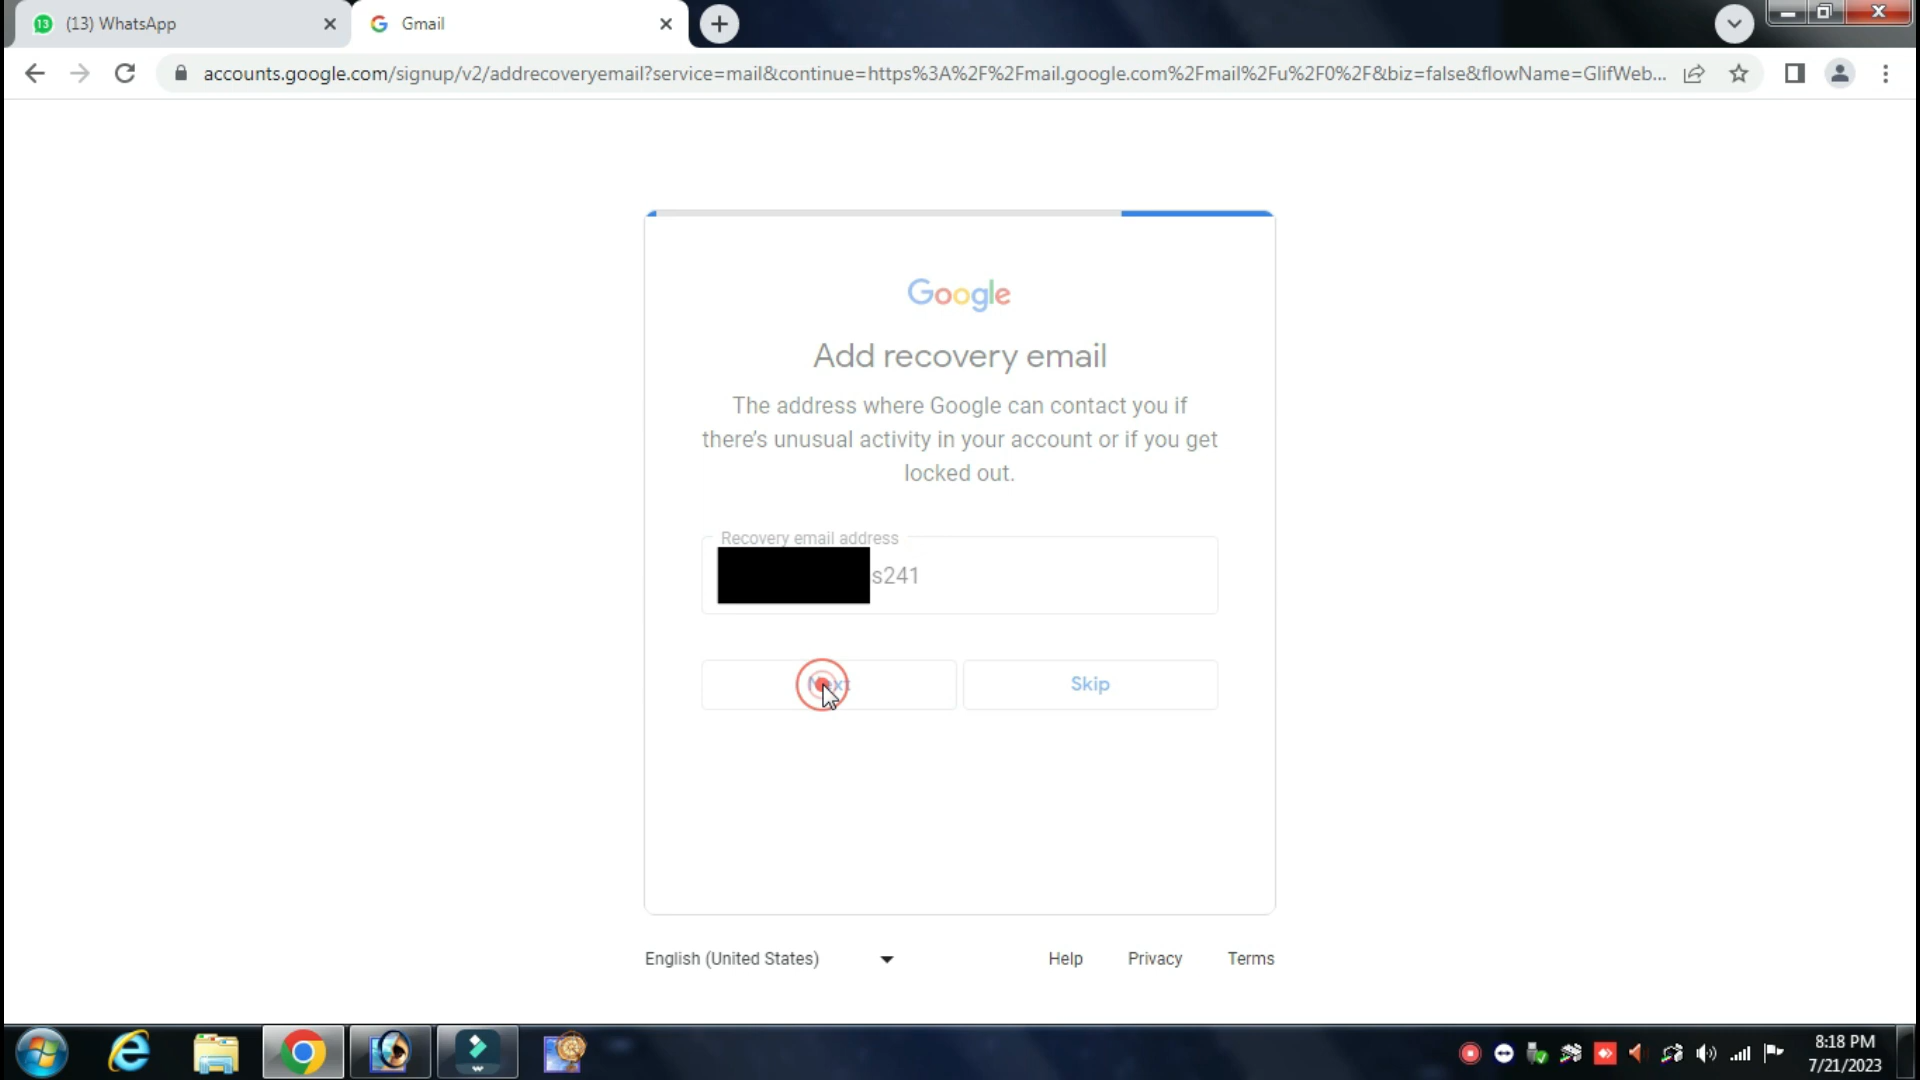 13
(13) WhatsApp
Gmail
accounts.google.com/signup/v2/addrecoveryemail?service=mail&continue=https%3A%2F%2Fmail.google.com%2Fmail%2Fu%2F0%2F&biz=false&flowName=GlifWeb...
Google
Add recovery email
The address where Google can contact you if
there's unusual activity in your account or if you get
locked out.
Recovery email address
s241
Next Skip
English (United States)
Help Privacy Terms
8:18 PM
7/21/2023